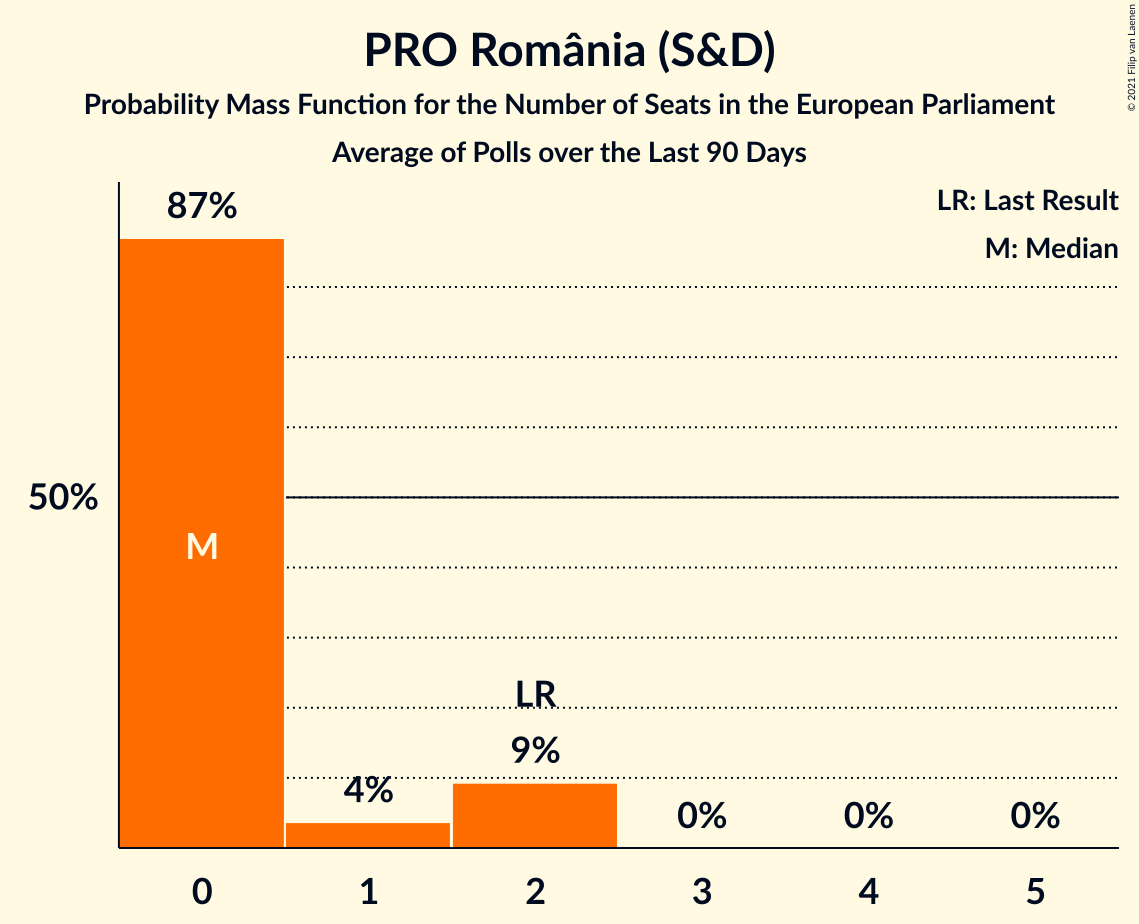 PRO România (S&D)
Probability Mass Function for the Number of Seats in the European Parliament
Average of Polls over the Last 90 Days
© 2021 Filip van Laenen
LR: Last Result
M: Median
87%
50%
M
LR
9%
4%
0%
0%
0%
0
1
2
3
4
5